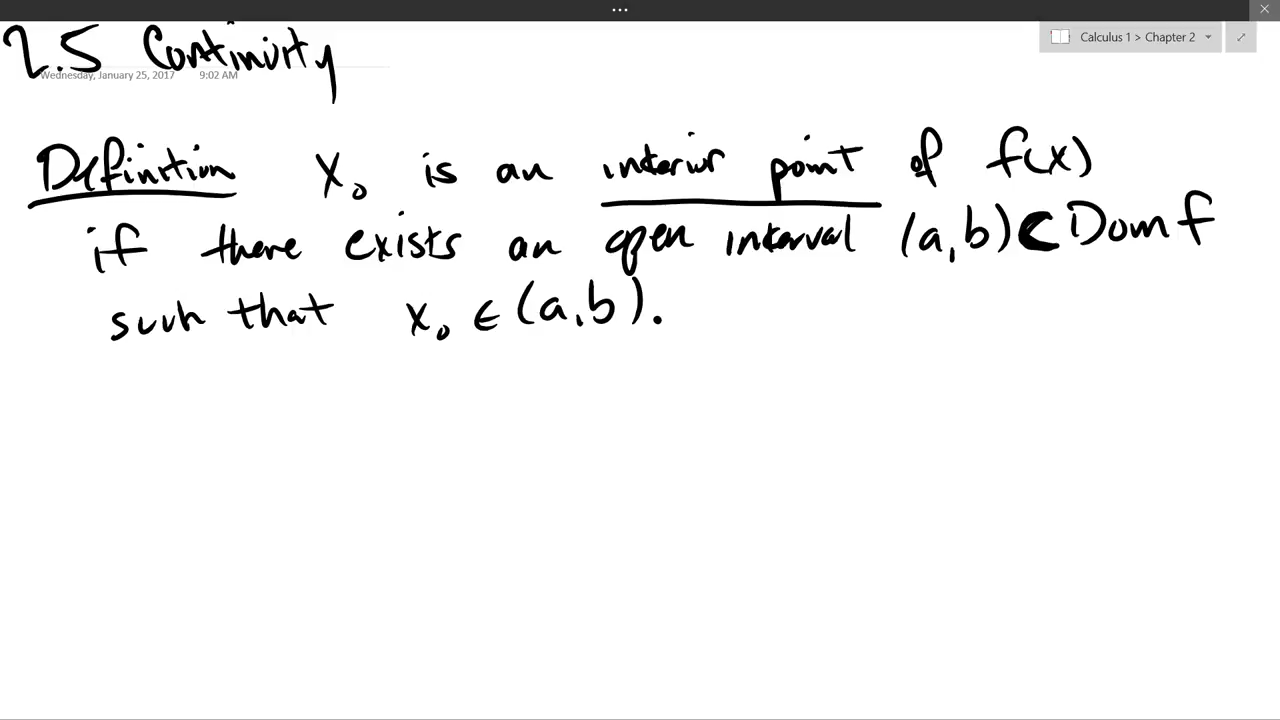 ...
Calculus 1 > Chapter 2
2.5 Continuity
Wednesday, January 25, 2017 9:02 AM
Definition x₀ is an interior point of f(x)
if there exists an open interval (a,b) ⊂ Dom f
such that x₀ ∈ (a,b).